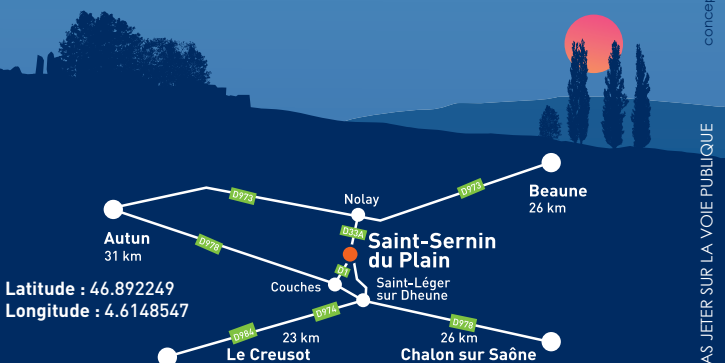 concep
D973
Nolay
D973
Beaune
26 km
Autun
31 km
D978
D33A
Saint-Sernin
du Plain
D1
Couches
Saint-Léger
sur Dheune
Latitude : 46.892249
Longitude : 4.6148547
D974
D984
D978
23 km
Le Creusot
26 km
Chalon sur Saône
AS JETER SUR LA VOIE PUBLIQUE